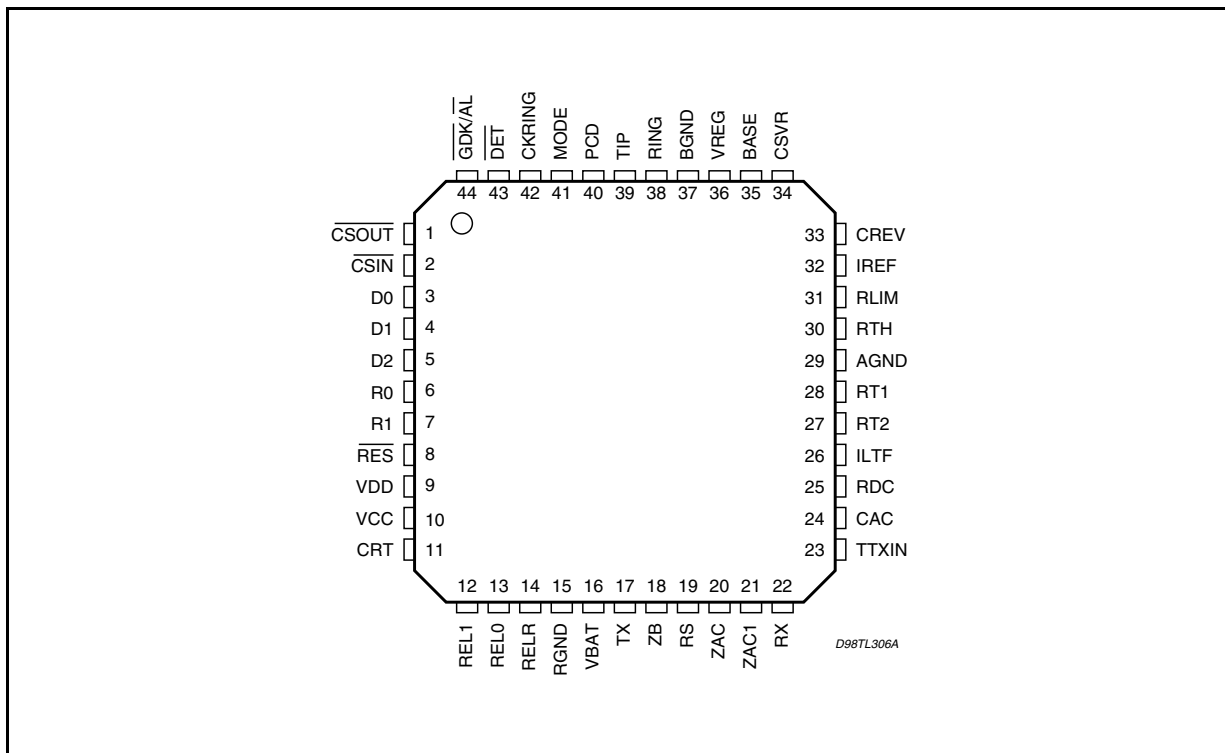 GDK/AL
DET
CKRING
MODE
PCD
TIP
RING
BGND
VREG
BASE
CSVR
44 43 42 41 40 39 38 37 36 35 34
CSOUT 1
CSIN 2
D0 3
D1 4
D2 5
R0 6
R1 7
RES 8
VDD 9
VCC 10
CRT 11
33 CREV
32 IREF
31 RLIM
30 RTH
29 AGND
28 RT1
27 RT2
26 ILTF
25 RDC
24 CAC
23 TTXIN
12 13 14 15 16 17 18 19 20 21 22
REL1
REL0
RELR
RGND
VBAT
TX
ZB
RS
ZAC
ZAC1
RX
D98TL306A